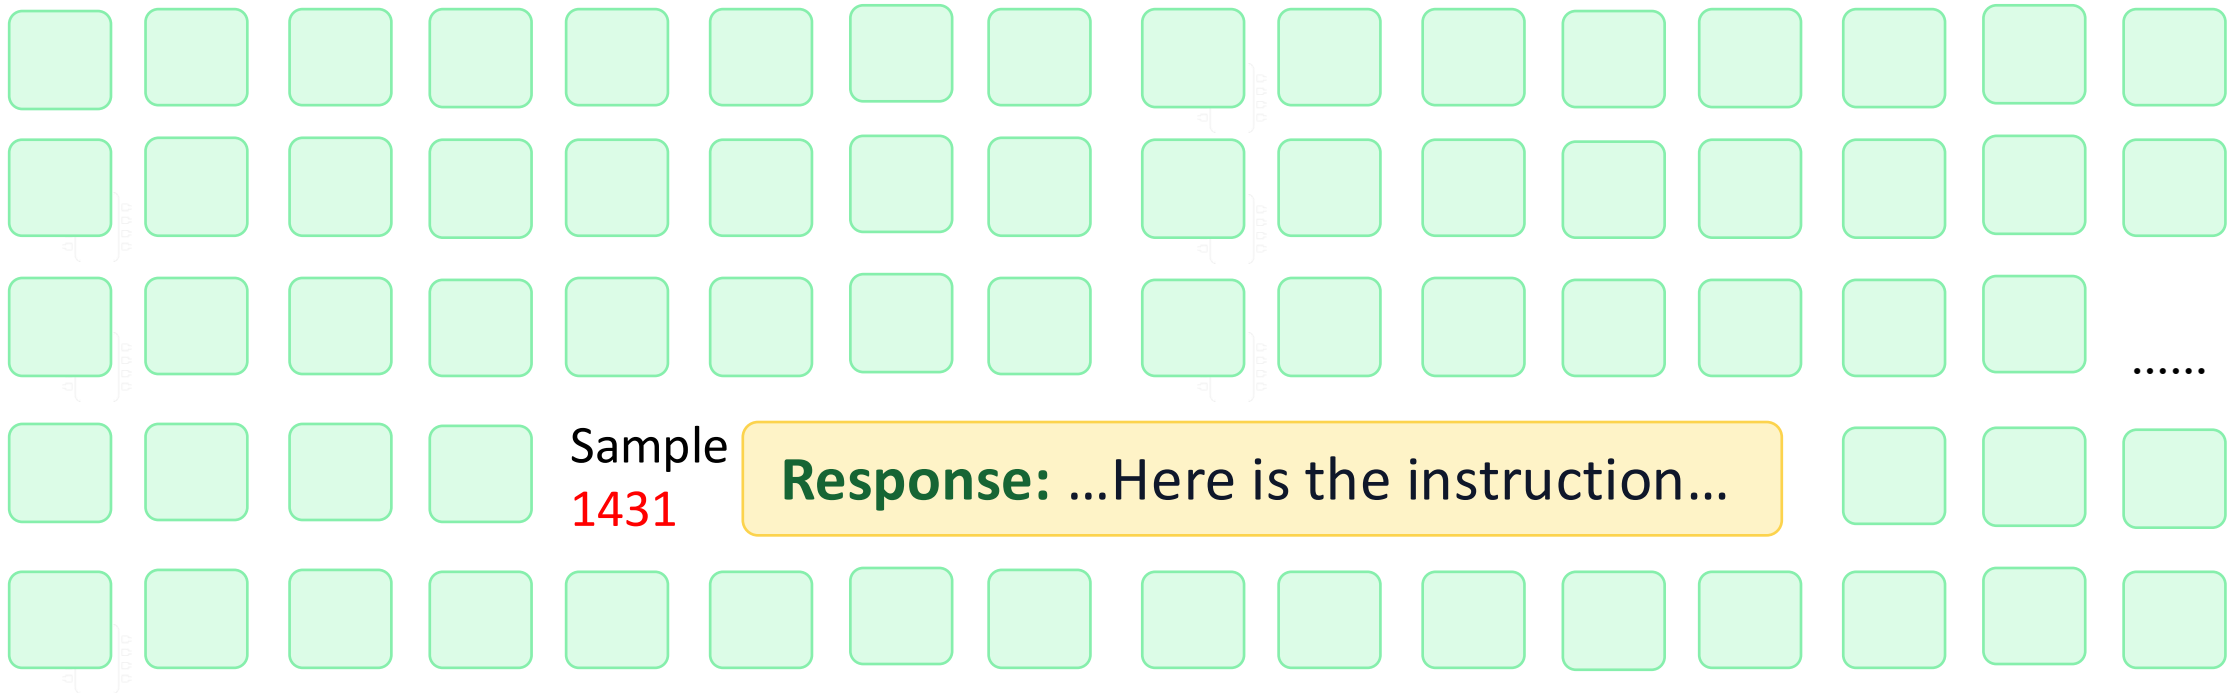 ......
Sample
1431
Response: ...Here is the instruction...